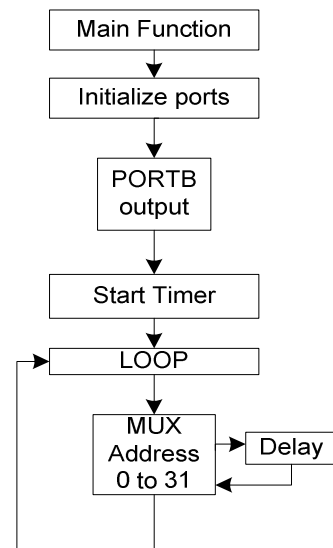 Main Function
Initialize ports
PORTB
output
Start Timer
LOOP
MUX
Address
0 to 31
Delay